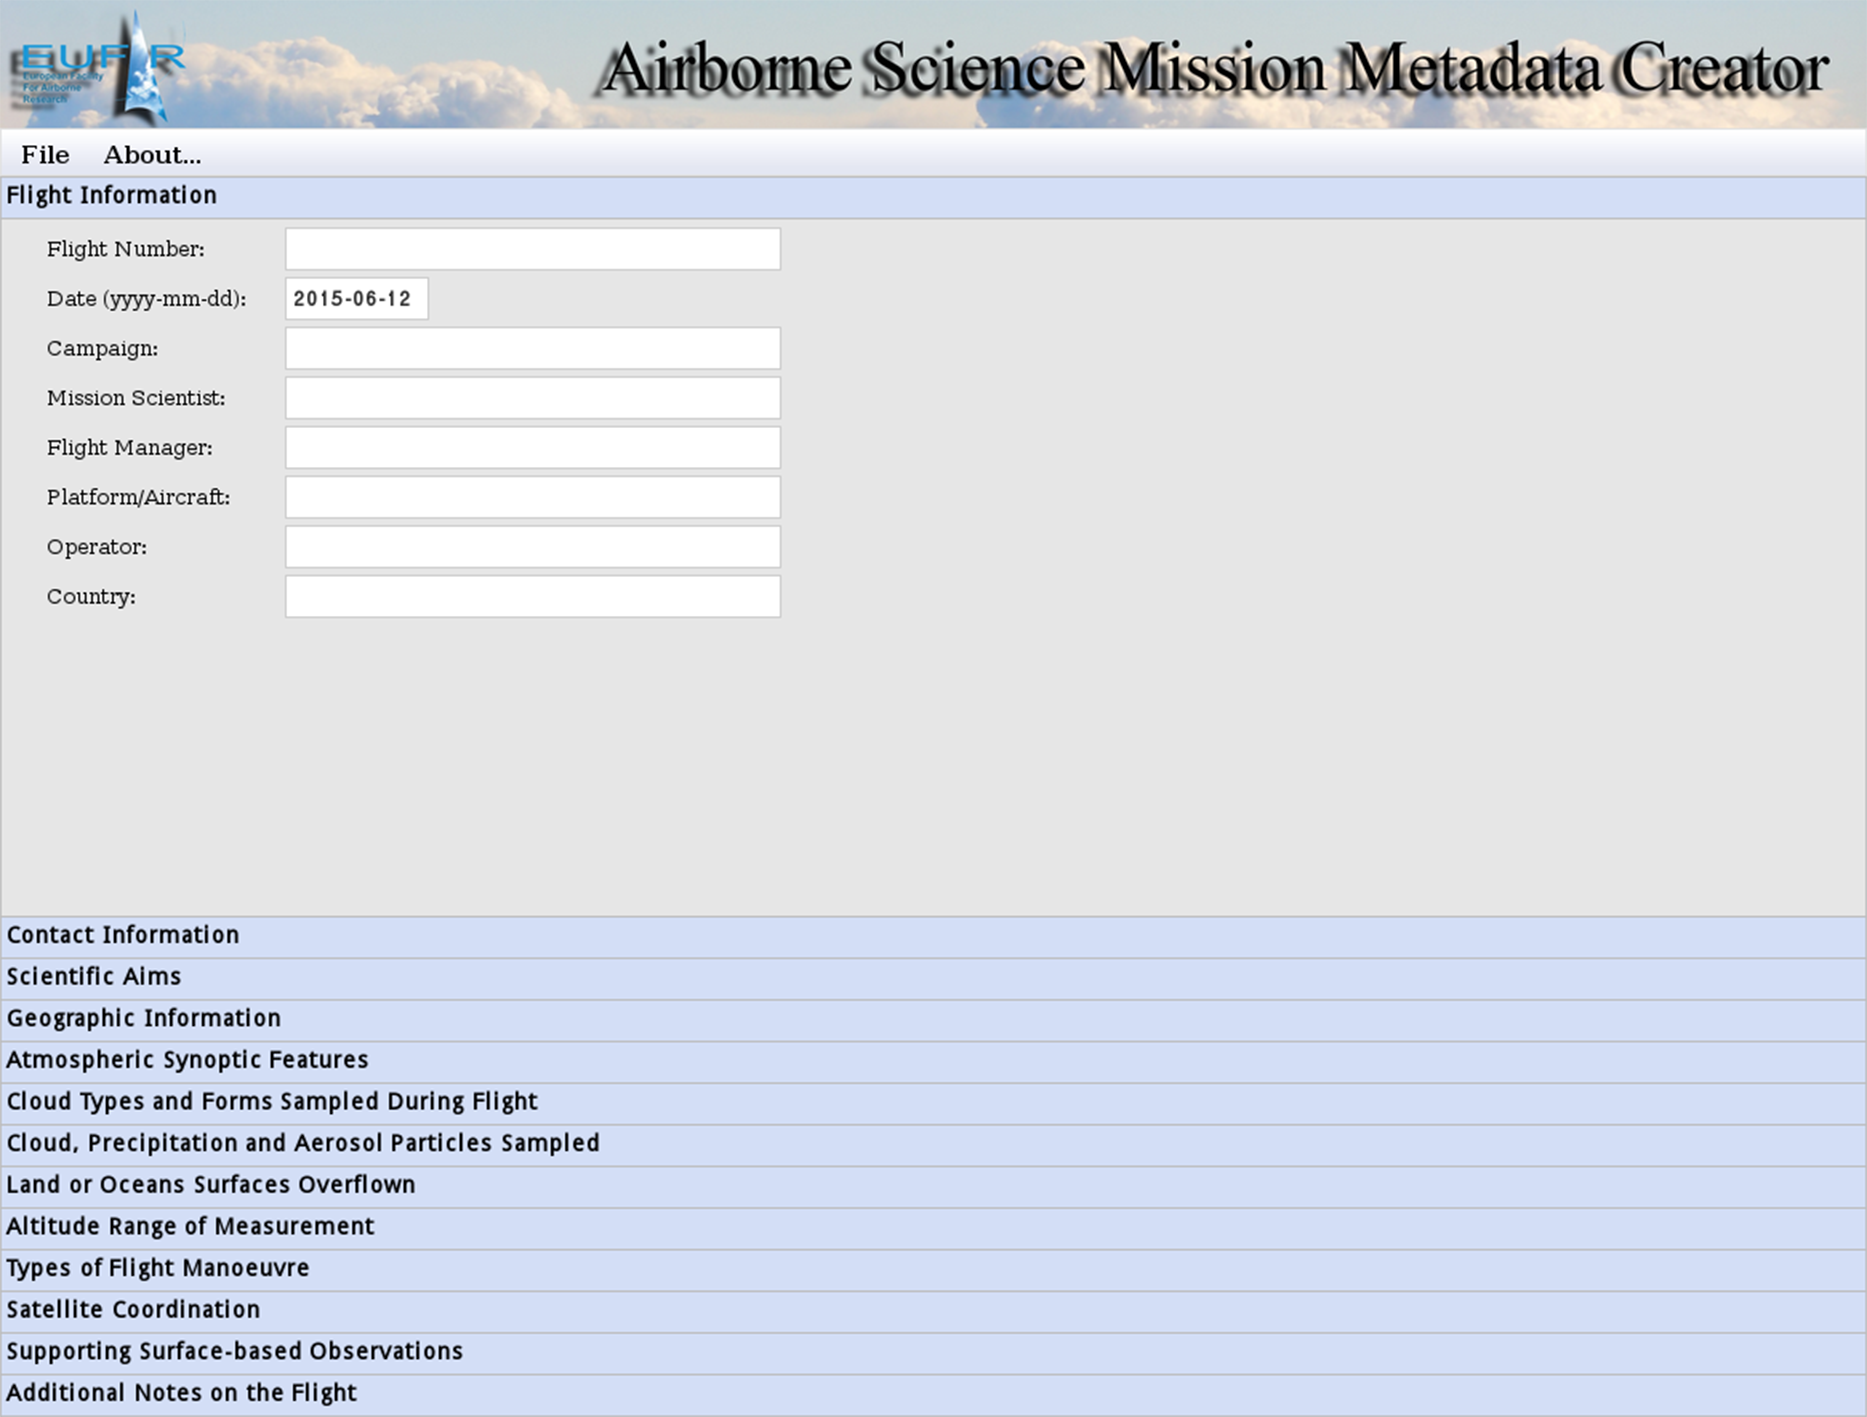 EUFAR
European Facility
For Airborne
Research
Airborne Science Mission Metadata Creator
File About...
Flight Information
Flight Number:
Date (yyyy-mm-dd): 2015-06-12
Campaign:
Mission Scientist:
Flight Manager:
Platform/Aircraft:
Operator:
Country:
Contact Information
Scientific Aims
Geographic Information
Atmospheric Synoptic Features
Cloud Types and Forms Sampled During Flight
Cloud, Precipitation and Aerosol Particles Sampled
Land or Oceans Surfaces Overflown
Altitude Range of Measurement
Types of Flight Manoeuvre
Satellite Coordination
Supporting Surface-based Observations
Additional Notes on the Flight